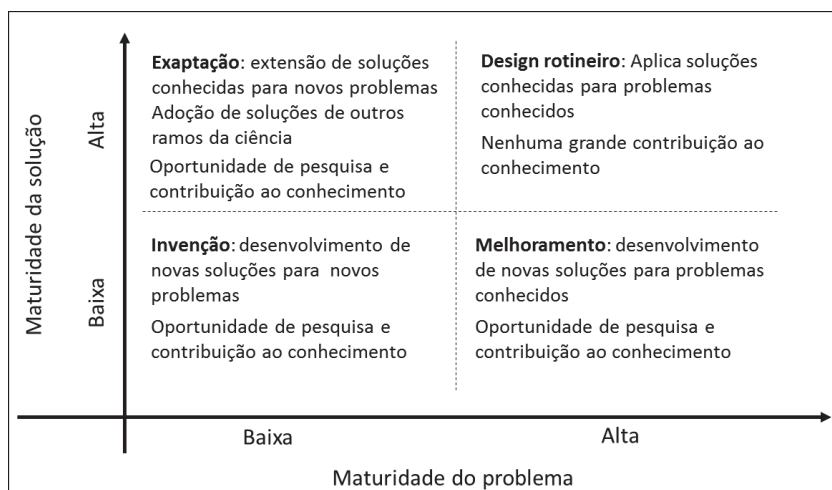 Maturidade da solução
Alta
Baixa
Exaptação: extensão de soluções
conhecidas para novos problemas
Adoção de soluções de outros
ramos da ciência
Oportunidade de pesquisa e
contribuição ao conhecimento
Design rotineiro: Aplica soluções
conhecidas para problemas
conhecidos
Nenhuma grande contribuição ao
conhecimento
Invenção: desenvolvimento de
novas soluções para novos
problemas
Oportunidade de pesquisa e
contribuição ao conhecimento
Melhoramento: desenvolvimento
de novas soluções para problemas
conhecidos
Oportunidade de pesquisa e
contribuição ao conhecimento
Baixa
Alta
Maturidade do problema